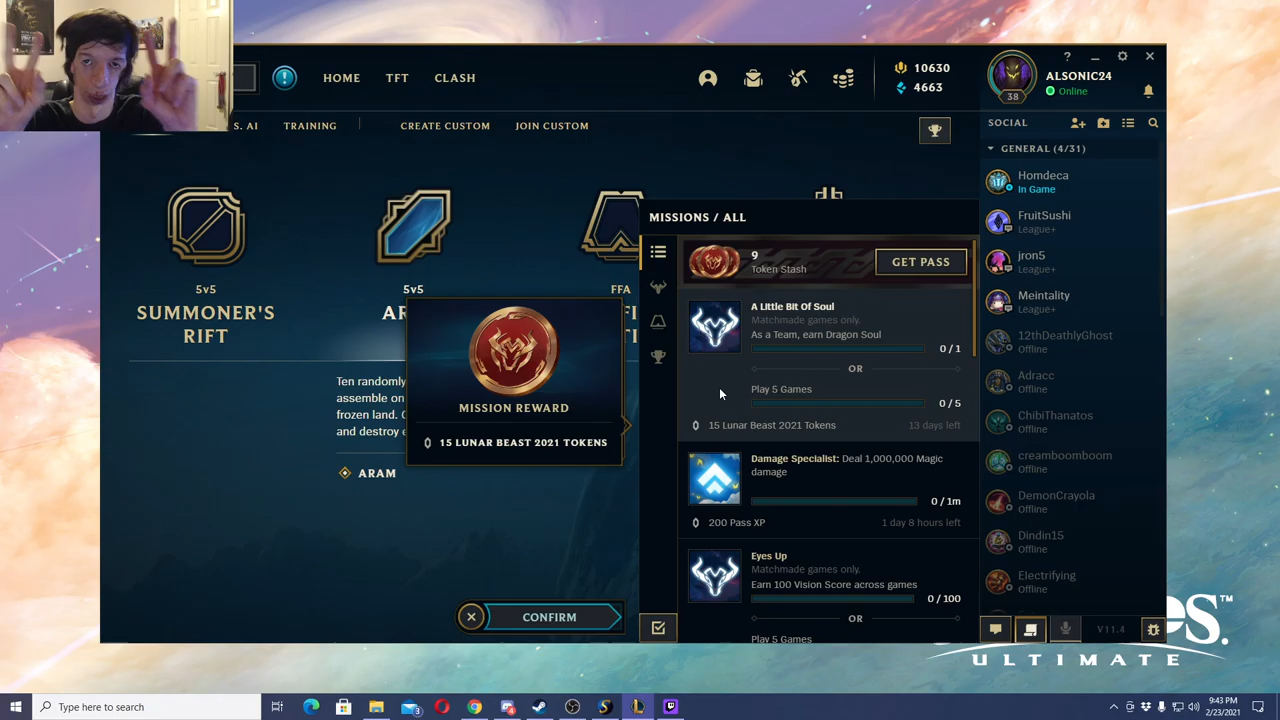 HOME
TFT
CLASH
10630
4663
38
ALSONIC24
Online
S. AI
TRAINING
CREATE CUSTOM
JOIN CUSTOM
SOCIAL
GENERAL (4/31)
Homdeca
In Game
FruitSushi
League+
jron5
League+
Meintality
League+
12thDeathlyGhost
Offline
Adracc
Offline
ChibiThanatos
Offline
creamboomboom
Offline
DemonCrayola
Offline
Dindin15
Offline
Electrifying
Offline
5v5
SUMMONER'S
RIFT
5v5
AR
FFA
Ten randomly
assemble on
frozen land. C
and destroy e
ARAM
MISSION REWARD
15 LUNAR BEAST 2021 TOKENS
CONFIRM
MISSIONS / ALL
9
Token Stash
GET PASS
A Little Bit Of Soul
Matchmade games only.
As a Team, earn Dragon Soul
0 / 1
OR
Play 5 Games
0 / 5
15 Lunar Beast 2021 Tokens
13 days left
Damage Specialist: Deal 1,000,000 Magic
damage
0 / 1m
200 Pass XP
1 day 8 hours left
Eyes Up
Matchmade games only.
Earn 100 Vision Score across games
0 / 100
OR
Play 5 Games
V11.4
ES.™
ULTIMATE
Type here to search
3
4
9:43 PM
2/23/2021